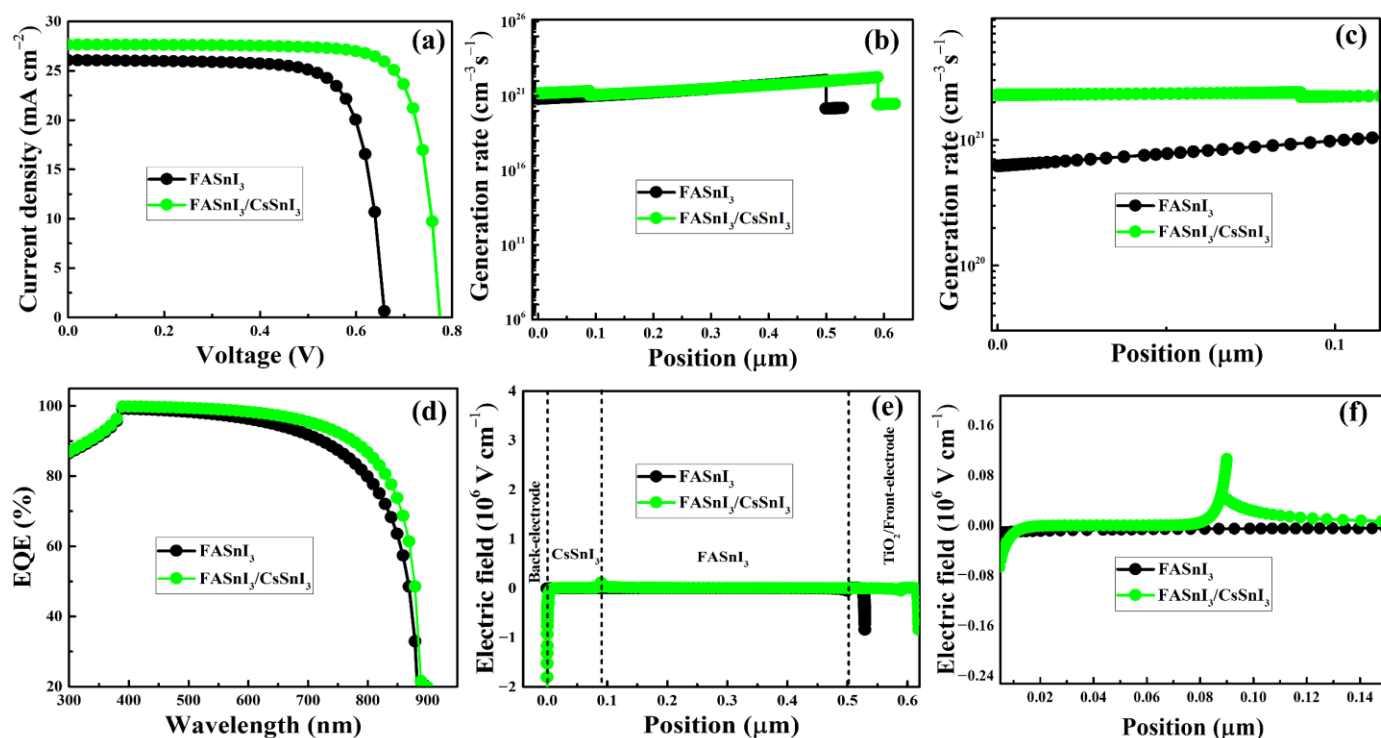 (a)
Current density (mA cm⁻²)
30
25
20
15
10
5
0
FASnI₃
FASnI₃/CsSnI₃
0.0 0.2 0.4 0.6 0.8
Voltage (V)
(b)
Generation rate (cm⁻³ s⁻¹)
10²⁶
10²¹
10¹⁶
10¹¹
10⁶
FASnI₃
FASnI₃/CsSnI₃
0.0 0.1 0.2 0.3 0.4 0.5 0.6
Position (μm)
(c)
Generation rate (cm⁻³ s⁻¹)
10²¹
10²⁰
FASnI₃
FASnI₃/CsSnI₃
0.0 0.1
Position (μm)
(d)
EQE (%)
100
80
60
40
20
FASnI₃
FASnI₃/CsSnI₃
300 400 500 600 700 800 900
Wavelength (nm)
(e)
Electric field (10⁶ V cm⁻¹)
4
3
2
1
0
−1
−2
FASnI₃
FASnI₃/CsSnI₃
Back-electrode
CsSnI₃
FASnI₃
TiO₂/Front-electrode
0.0 0.1 0.2 0.3 0.4 0.5 0.6
Position (μm)
(f)
Electric field (10⁶ V cm⁻¹)
0.16
0.08
0.00
−0.08
−0.16
−0.24
FASnI₃
FASnI₃/CsSnI₃
0.02 0.04 0.06 0.08 0.10 0.12 0.14
Position (μm)